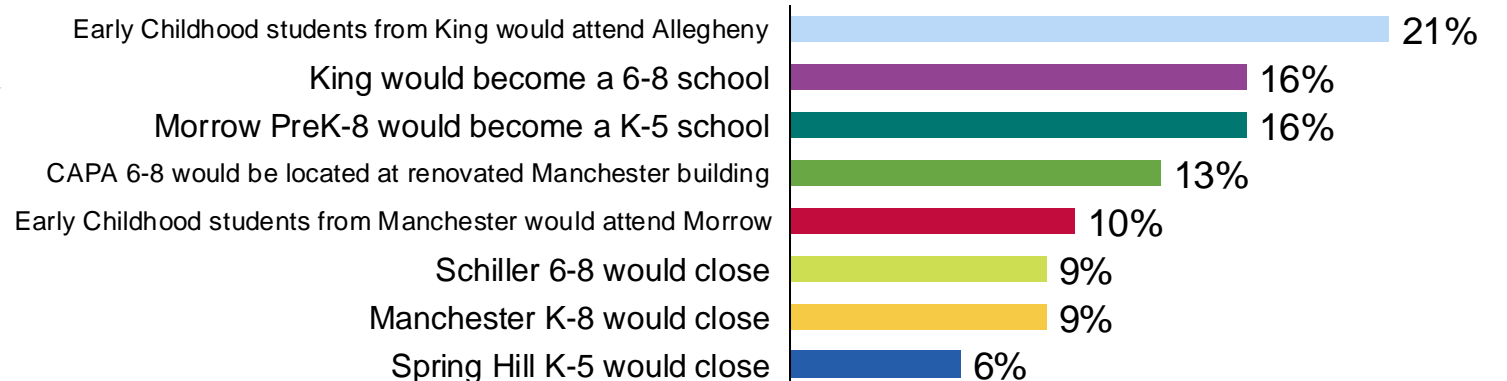 Early Childhood students from King would attend Allegheny 21%
King would become a 6-8 school 16%
Morrow PreK-8 would become a K-5 school 16%
CAPA 6-8 would be located at renovated Manchester building 13%
Early Childhood students from Manchester would attend Morrow 10%
Schiller 6-8 would close 9%
Manchester K-8 would close 9%
Spring Hill K-5 would close 6%